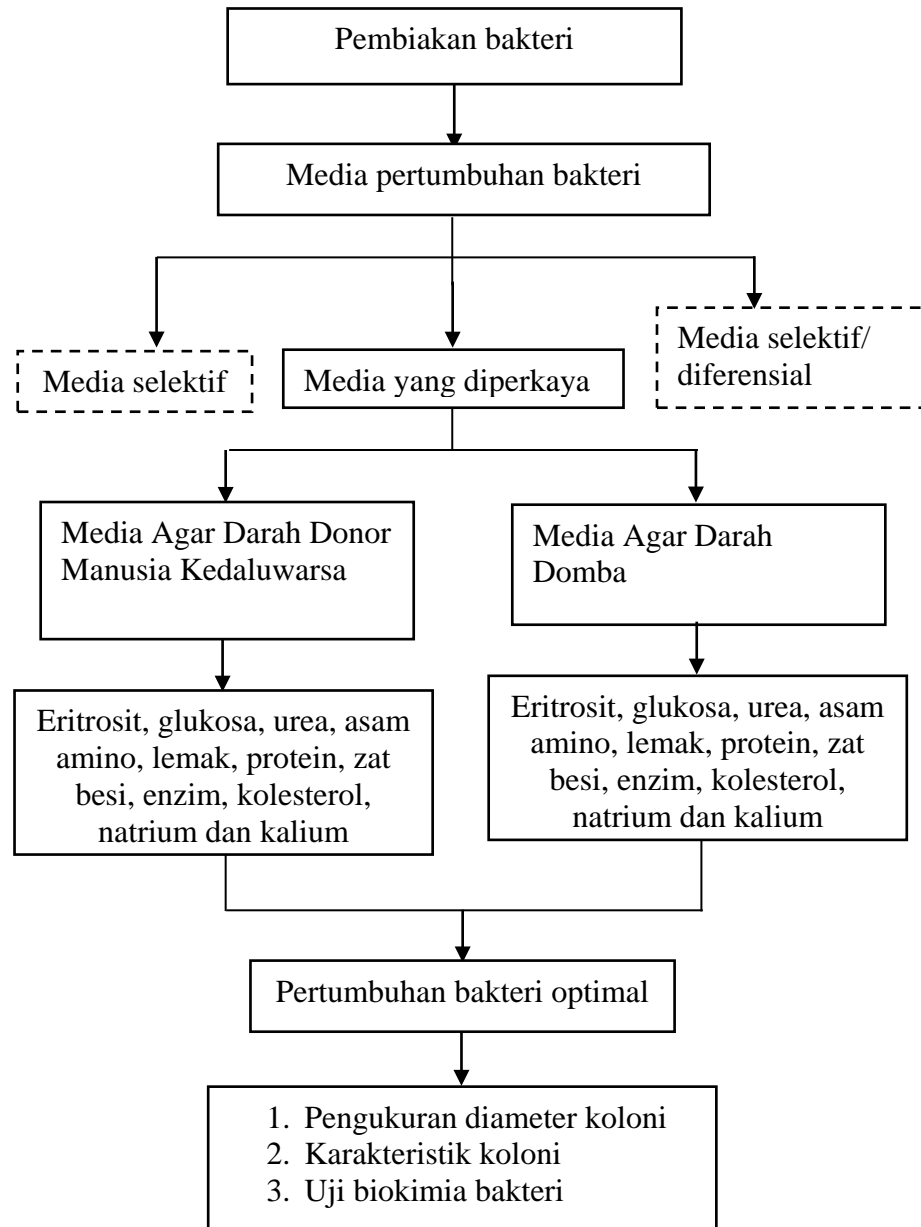 Pembiakan bakteri
Media pertumbuhan bakteri
Media selektif
Media yang diperkaya
Media selektif/
diferensial
Media Agar Darah Donor
Manusia Kedaluwarsa
Media Agar Darah
Domba
Eritrosit, glukosa, urea, asam
amino, lemak, protein, zat
besi, enzim, kolesterol,
natrium dan kalium
Eritrosit, glukosa, urea, asam
amino, lemak, protein, zat
besi, enzim, kolesterol,
natrium dan kalium
Pertumbuhan bakteri optimal
1. Pengukuran diameter koloni
2. Karakteristik koloni
3. Uji biokimia bakteri